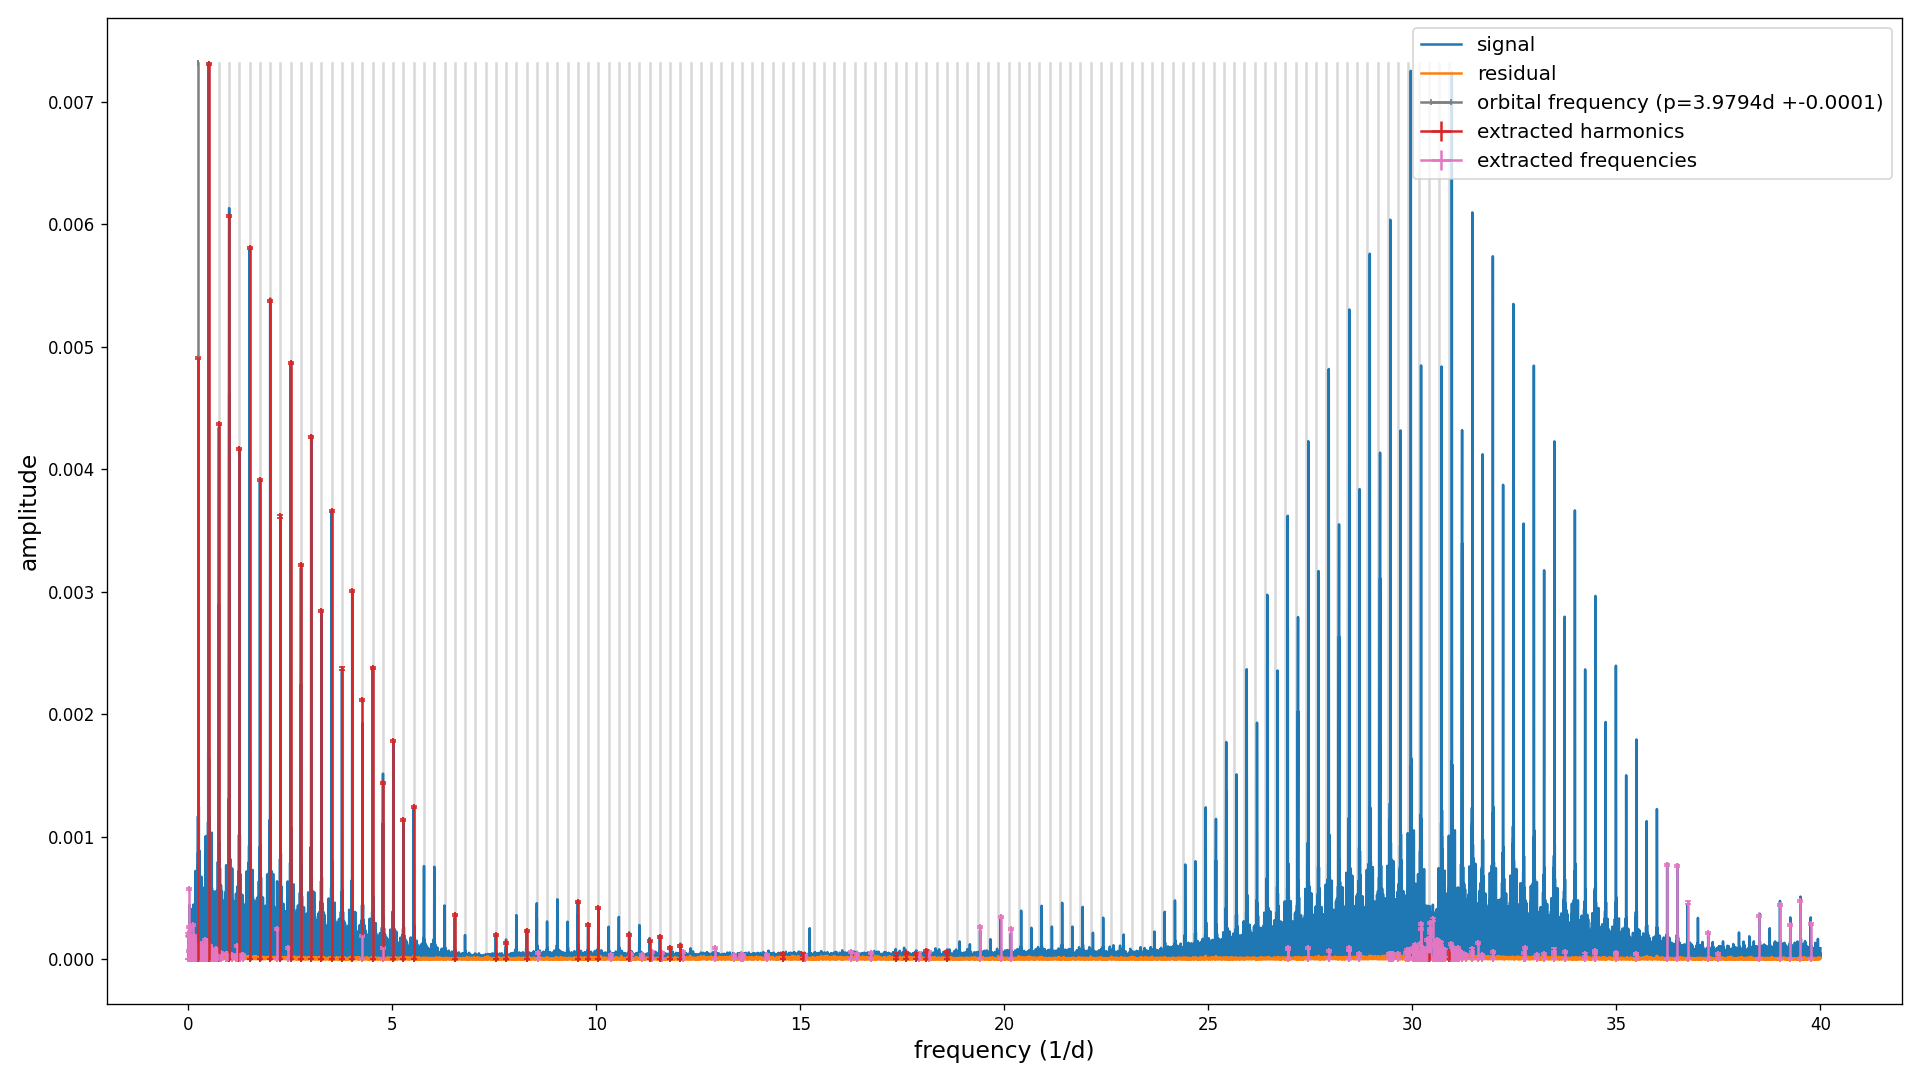 signal
residual
orbital frequency (p=3.9794d +-0.0001)
extracted harmonics
extracted frequencies
0.007
0.006
0.005
0.004
0.003
0.002
0.001
0.000
amplitude
0 5 10 15 20 25 30 35 40
frequency (1/d)